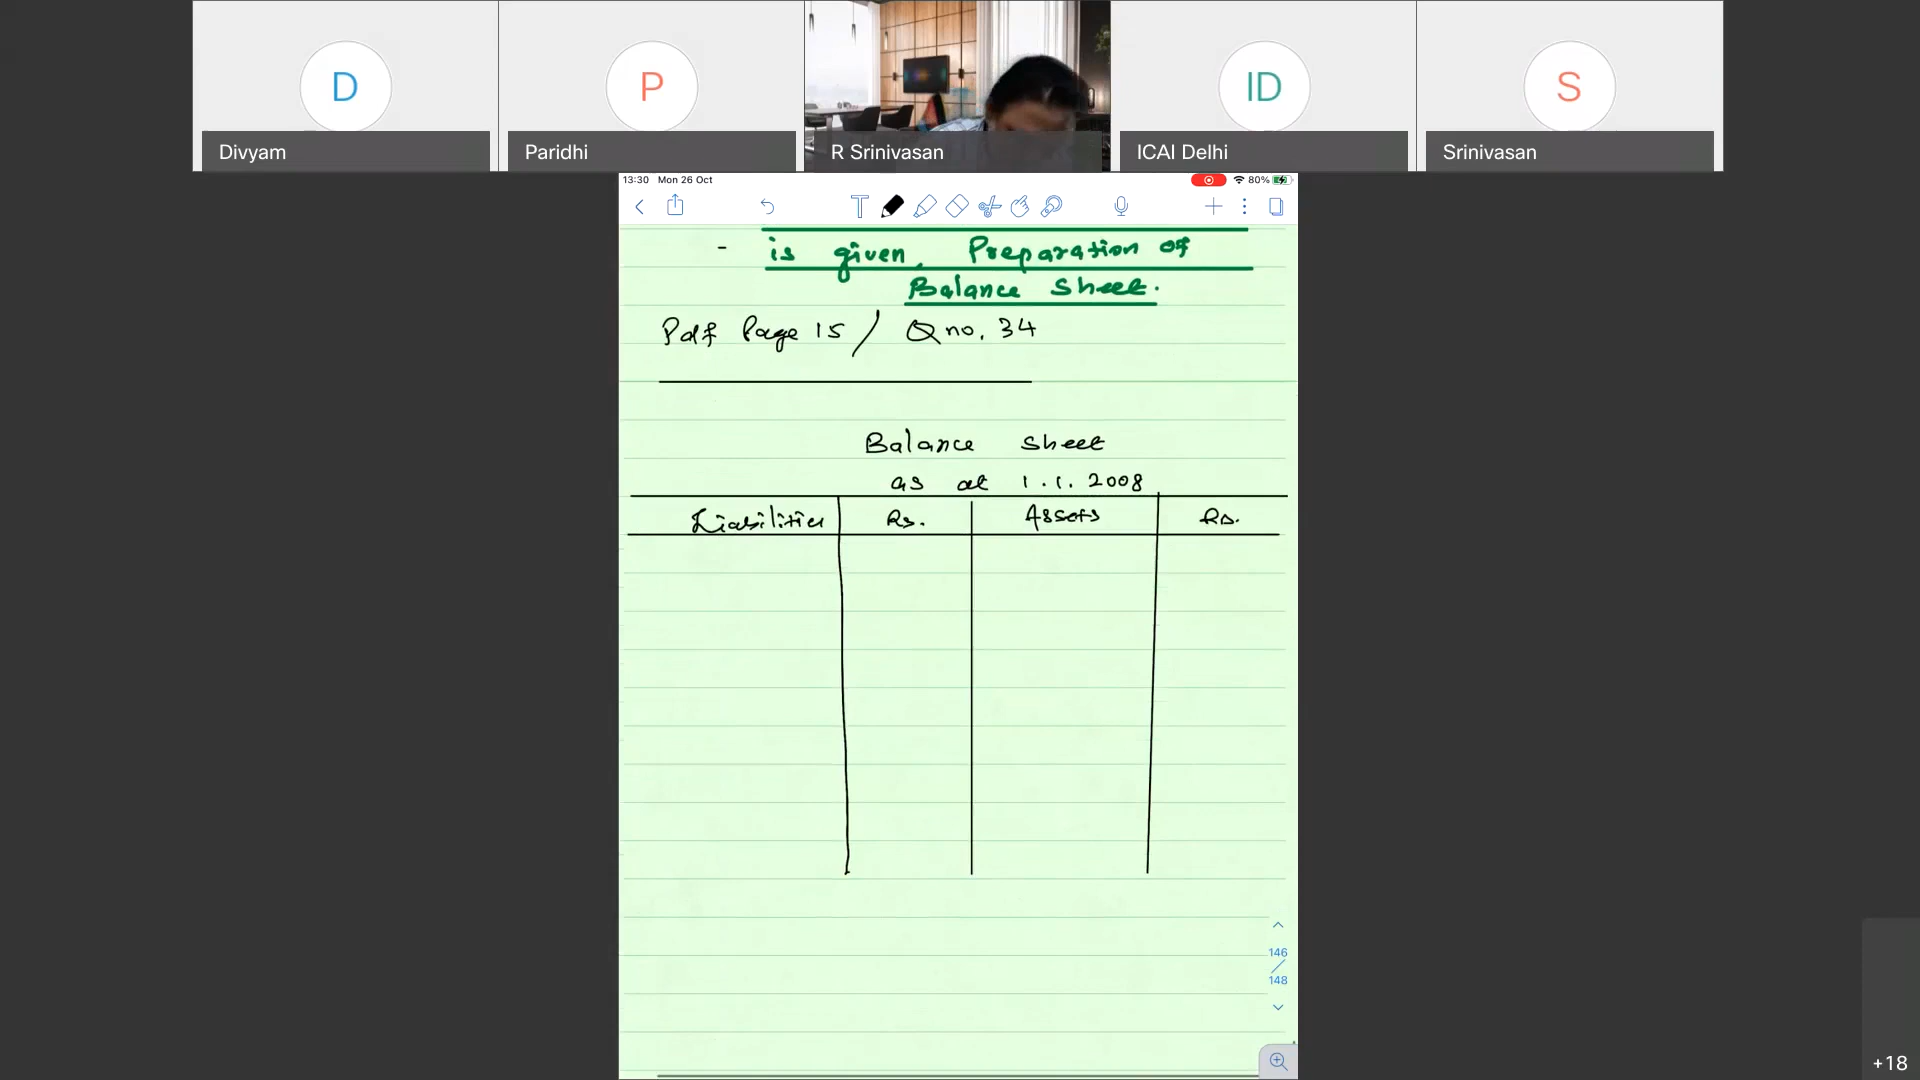 D
P
ID
S
Divyam
Paridhi
R Srinivasan
ICAI Delhi
Srinivasan
13:30 Mon 26 Oct
80%
- is given. Preparation of
Balance Sheet.
Pdf Page 15 / Q no. 34
Balance Sheet
as at 1.1.2008
Liabilities Rs. Assets Rs.
146
148
+18